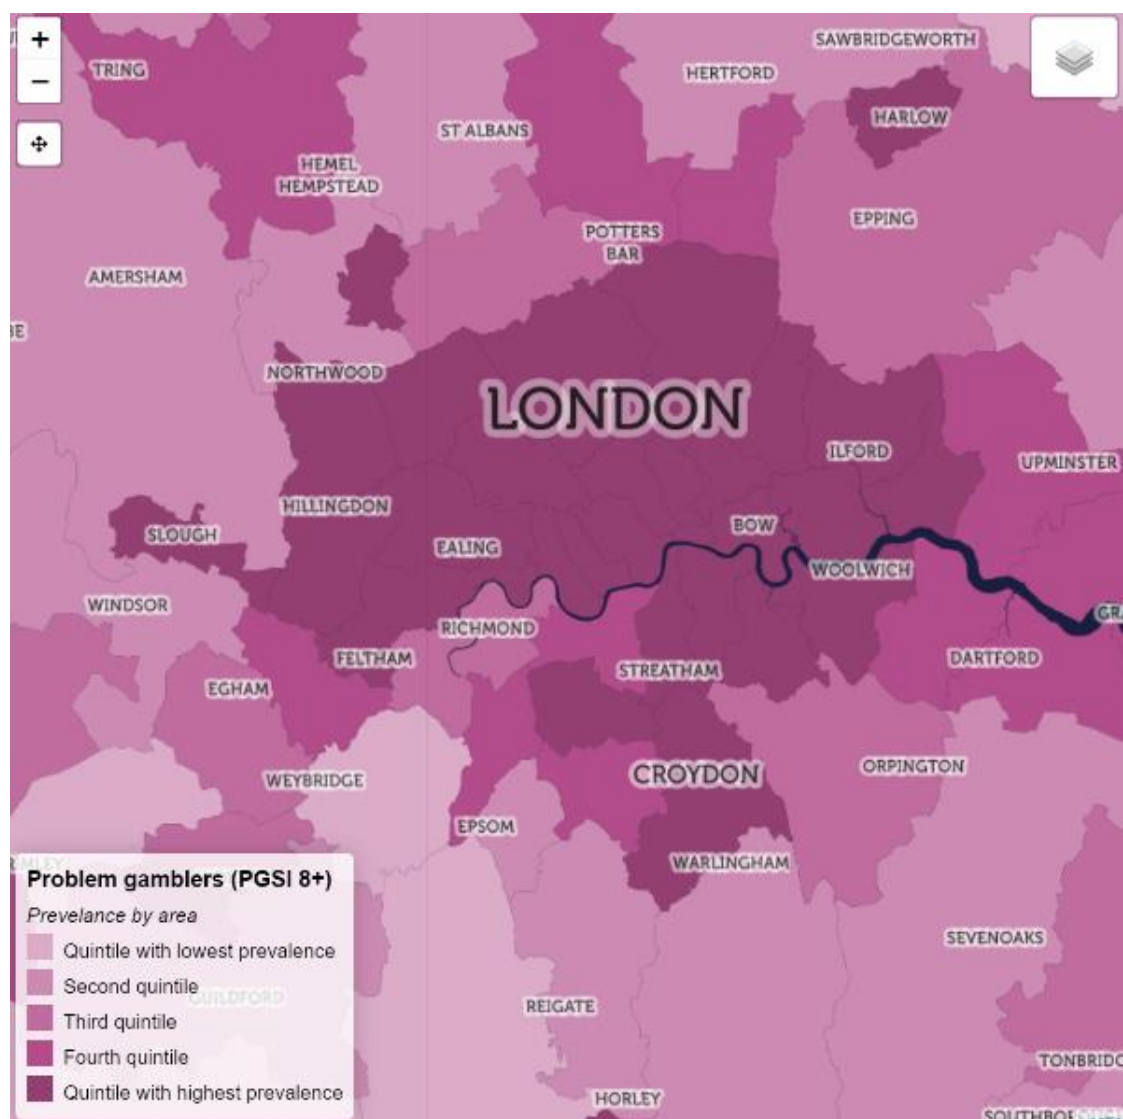 +
−
TRING
SAWBRIDGEWORTH
HERTFORD
HARLOW
ST ALBANS
HEMEL
HEMPSTEAD
EPPING
POTTERS
BAR
AMERSHAM
NORTHWOOD
LONDON
ILFORD
UPMINSTER
HILLINGDON
SLOUGH
BOW
EALING
WOOLWICH
WINDSOR
GRA
RICHMOND
FELTHAM
STREATHAM
DARTFORD
EGHAM
WEYBRIDGE
CROYDON
ORPINGTON
EPSOM
WARLINGHAM
Problem gamblers (PGSI 8+)
Prevelance by area
Quintile with lowest prevalence
Second quintile
GUILDFORD
Third quintile
Fourth quintile
Quintile with highest prevalence
SEVENOAKS
REIGATE
TONBRIDG
HORLEY